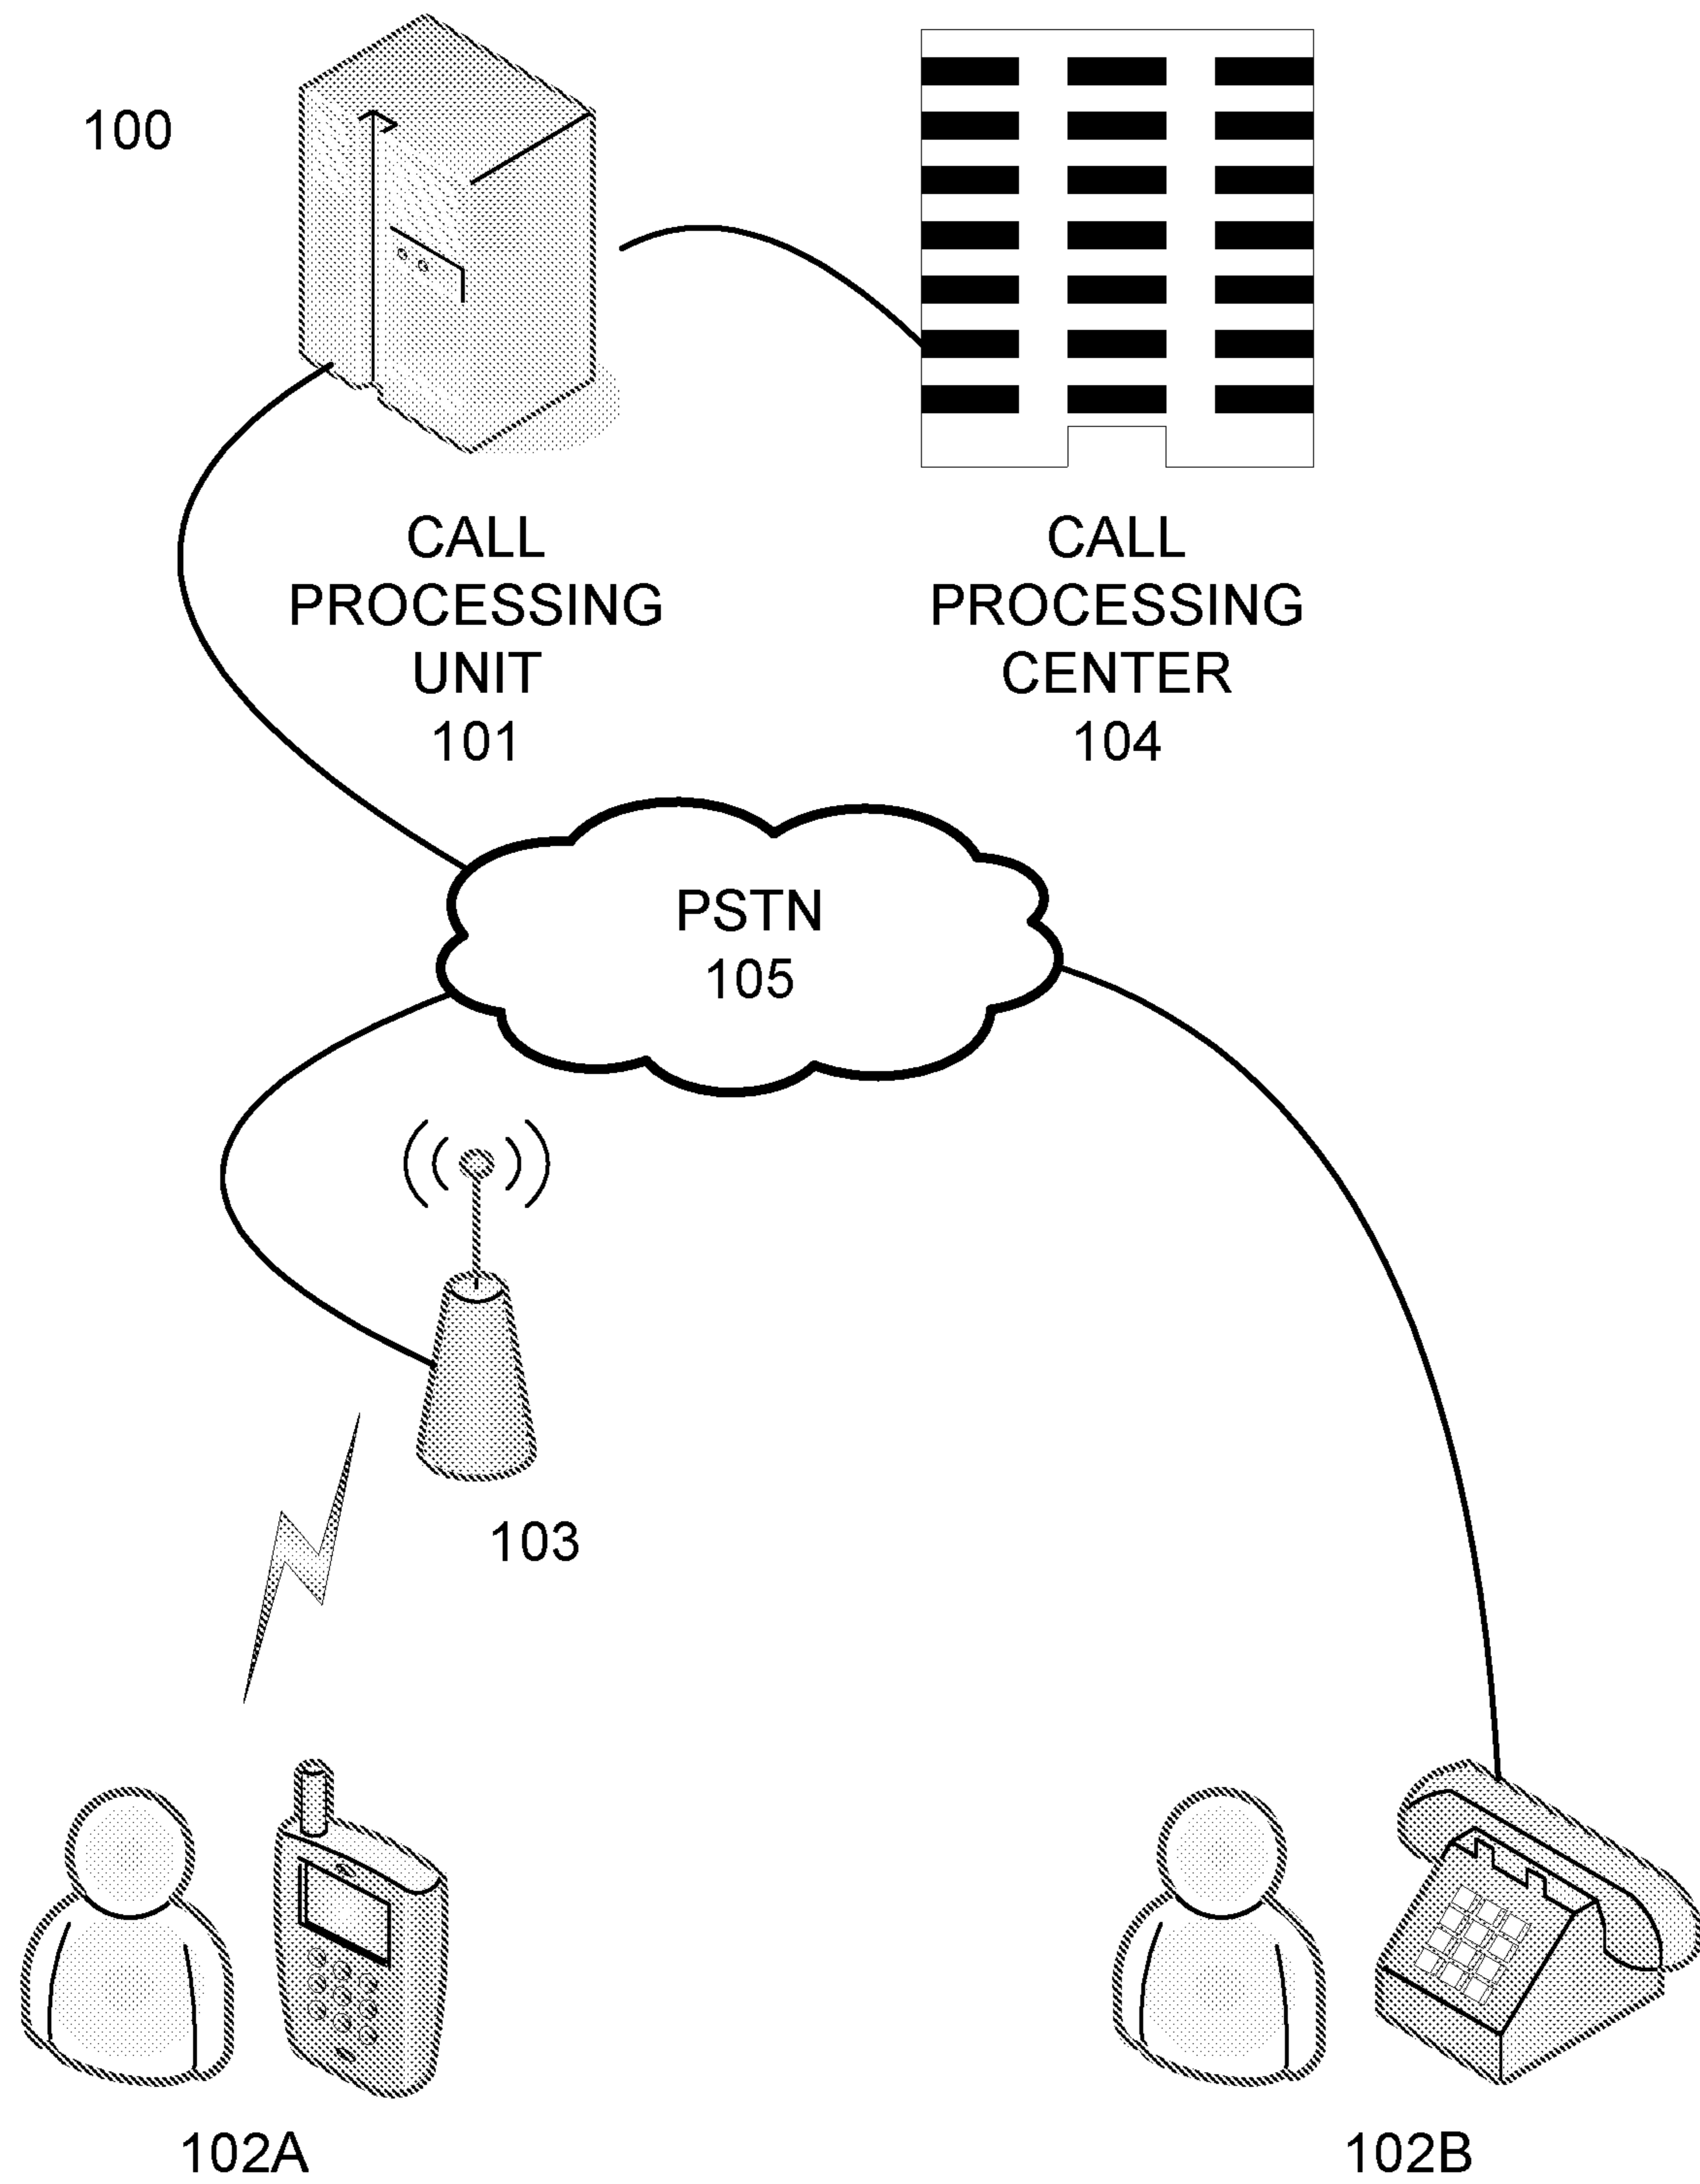 100
CALL
PROCESSING
UNIT
101
CALL
PROCESSING
CENTER
104
PSTN
105
103
102A
102B